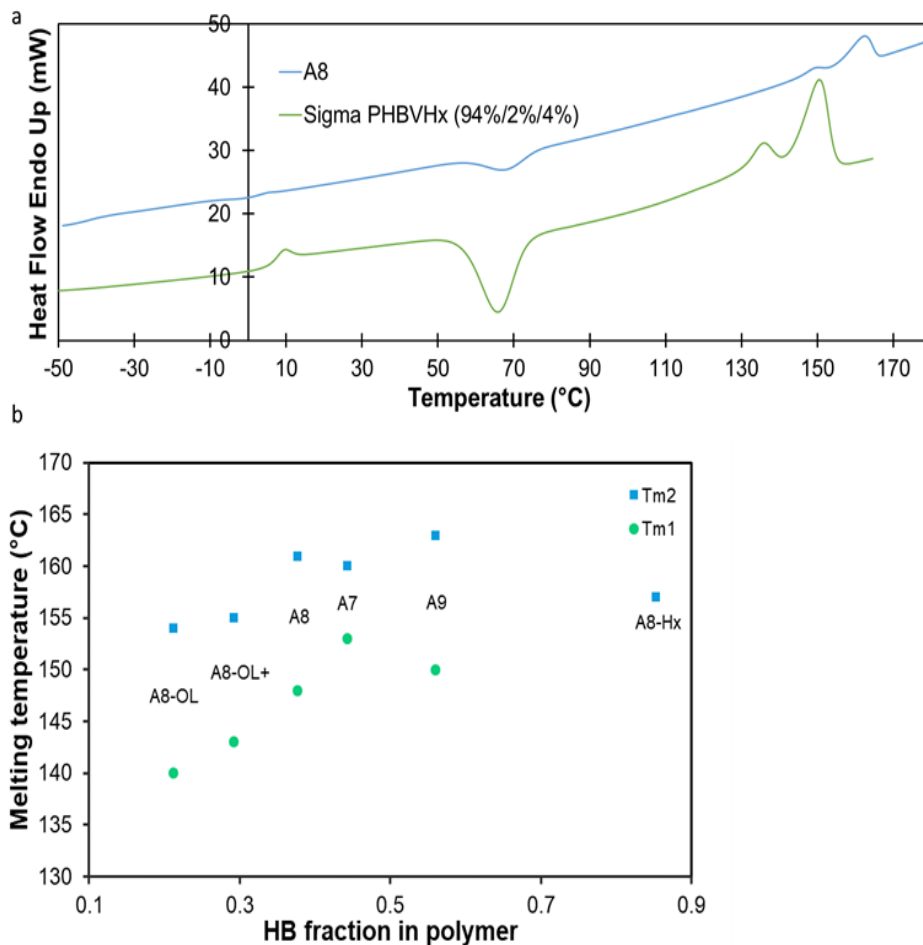 a
Heat Flow Endo Up (mW)
50
40
30
20
10
0
A8
Sigma PHBVHx (94%/2%/4%)
-50 -30 -10 10 30 50 70 90 110 130 150 170
Temperature (°C)
b
Melting temperature (°C)
170
165
160
155
150
145
140
135
130
Tm2
Tm1
A8-OL
A8-OL+
A8
A7
A9
A8-Hx
0.1 0.3 0.5 0.7 0.9
HB fraction in polymer